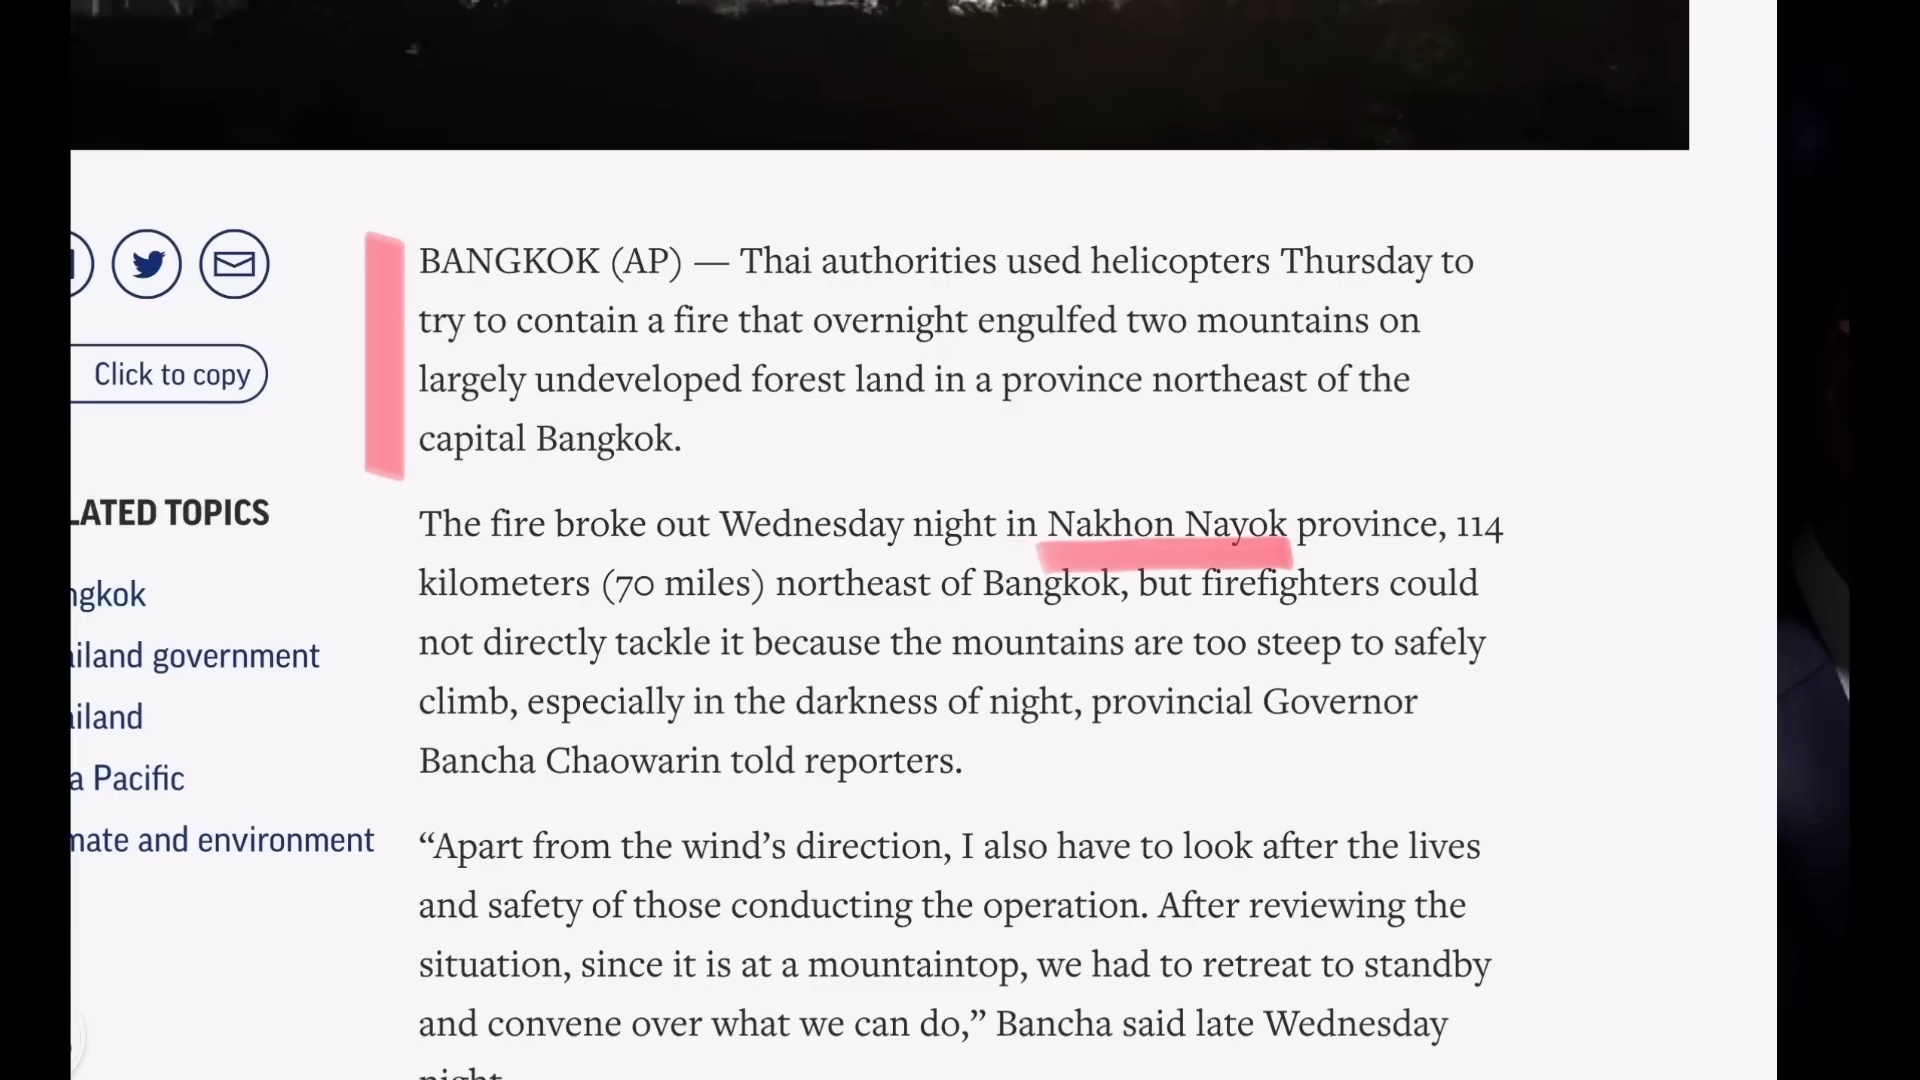 BANGKOK (AP) — Thai authorities used helicopters Thursday to
try to contain a fire that overnight engulfed two mountains on
largely undeveloped forest land in a province northeast of the
capital Bangkok.
The fire broke out Wednesday night in Nakhon Nayok province, 114
kilometers (70 miles) northeast of Bangkok, but firefighters could
not directly tackle it because the mountains are too steep to safely
climb, especially in the darkness of night, provincial Governor
Bancha Chaowarin told reporters.
“Apart from the wind’s direction, I also have to look after the lives
and safety of those conducting the operation. After reviewing the
situation, since it is at a mountaintop, we had to retreat to standby
and convene over what we can do,” Bancha said late Wednesday
night.
Click to copy
LATED TOPICS
ngkok
ailand government
ailand
a Pacific
mate and environment